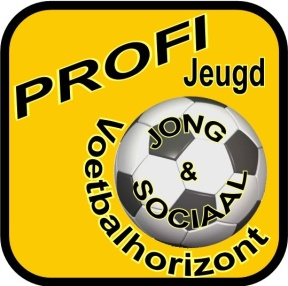 PROFI
Jeugd
JONG
&
SOCIAAL
Voetbalhorizont